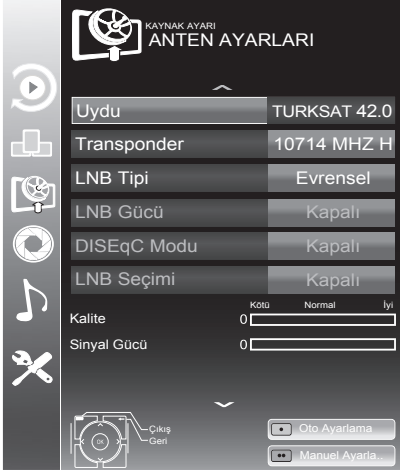 KAYNAK AYARI
ANTEN AYARLARI
Uydu TURKSAT 42.0
Transponder 10714 MHZ H
LNB Tipi Evrensel
LNB Gücü Kapalı
DISEqC Modu Kapalı
LNB Seçimi Kapalı
Kötü Normal İyi
Kalite 0
Sinyal Gücü 0
Çıkış
Geri
OK
Oto Ayarlama
Manuel Ayarla..